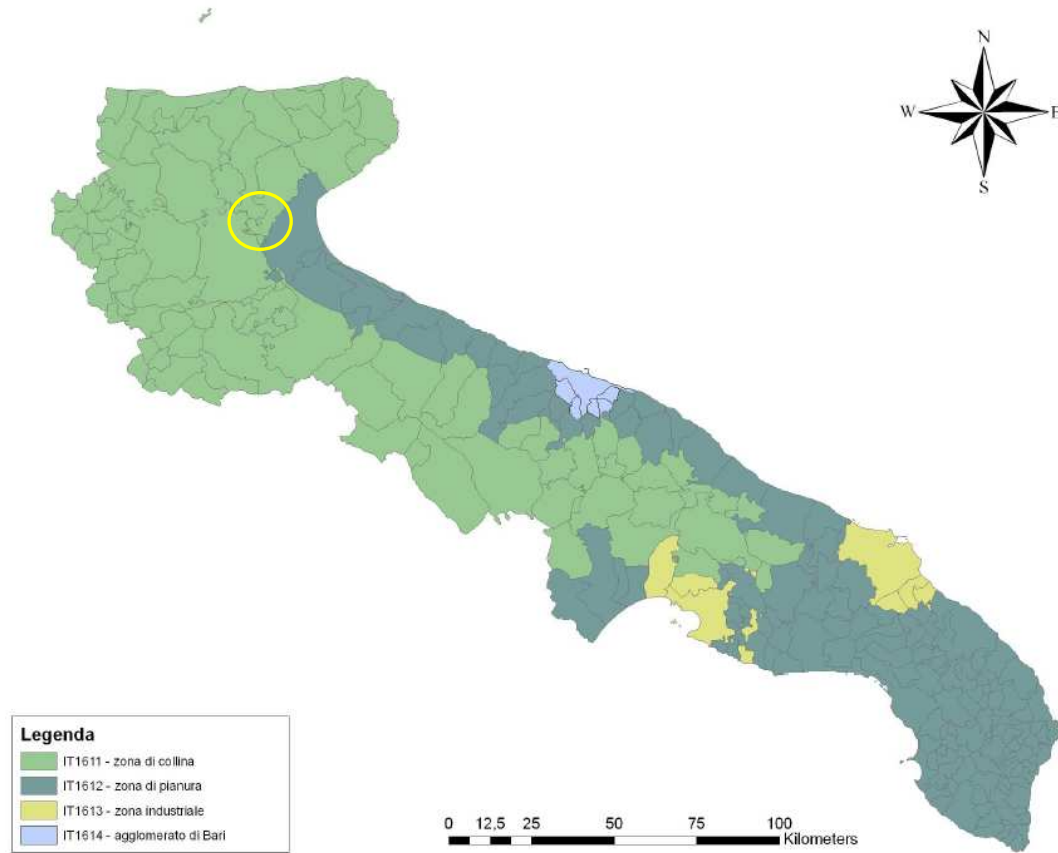 N
W E
S
Legenda
IT1611 - zona di collina
IT1612 - zona di pianura
IT1613 - zona industriale
IT1614 - agglomerato di Bari
0 12,5 25 50 75 100
Kilometers